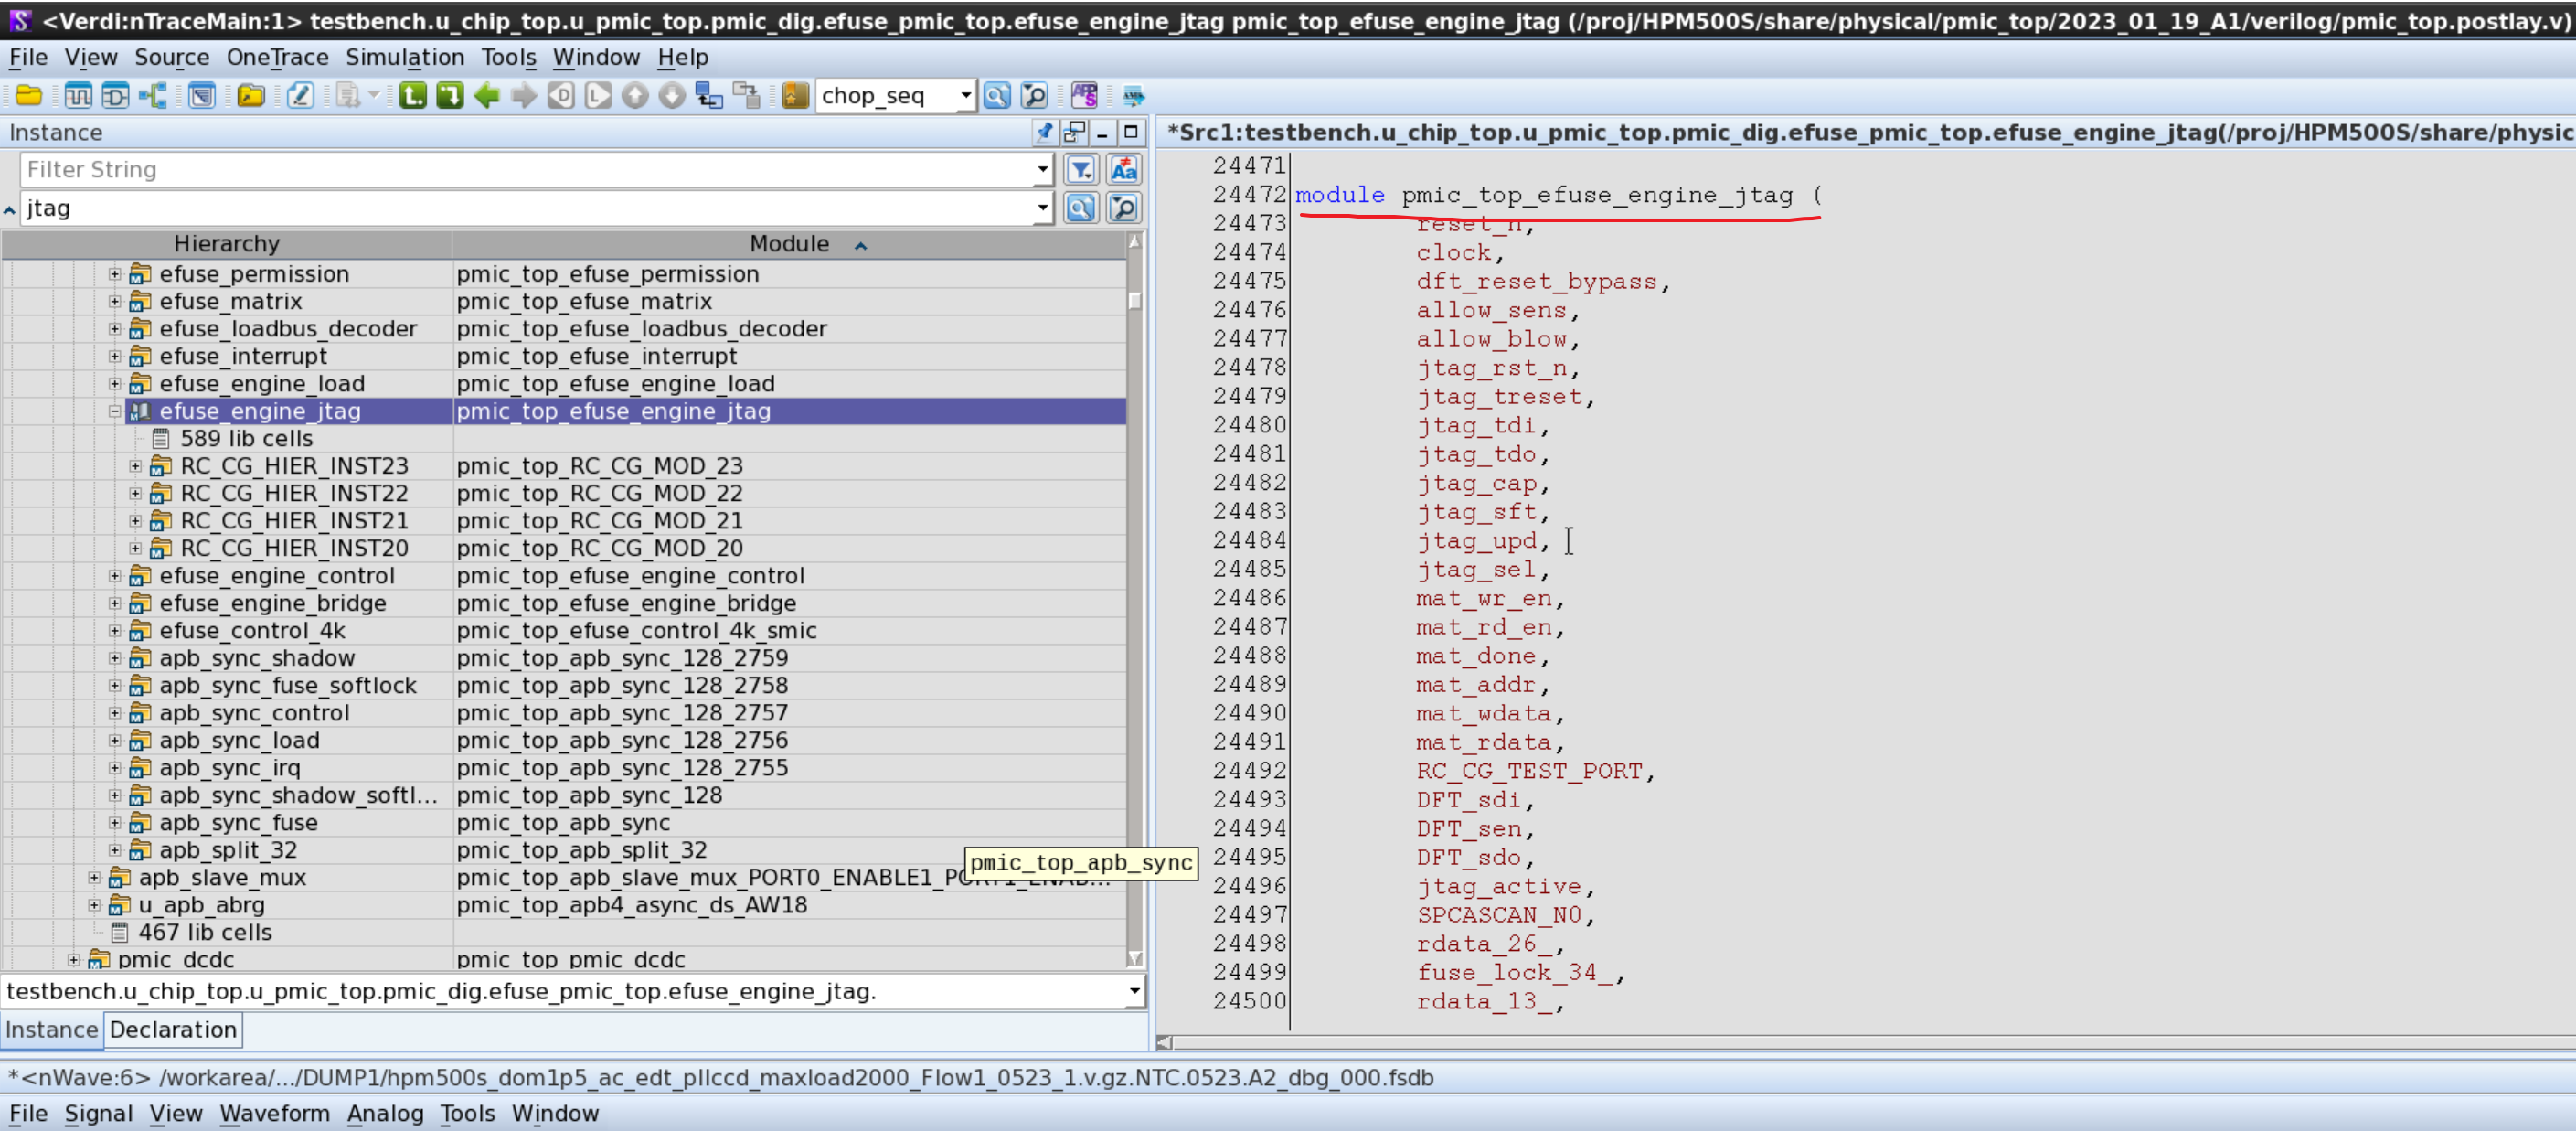 <Verdi:nTraceMain:1> testbench.u_chip_top.u_pmic_top.pmic_dig.efuse_pmic_top.efuse_engine_jtag pmic_top_efuse_engine_jtag (/proj/HPM500S/share/physical/pmic_top/2023_01_19_A1/verilog/pmic_top.postlay.v)
File View Source OneTrace Simulation Tools Window Help
chop_seq
Instance
Filter String
jtag
Hierarchy Module
efuse_permission pmic_top_efuse_permission
efuse_matrix pmic_top_efuse_matrix
efuse_loadbus_decoder pmic_top_efuse_loadbus_decoder
efuse_interrupt pmic_top_efuse_interrupt
efuse_engine_load pmic_top_efuse_engine_load
efuse_engine_jtag pmic_top_efuse_engine_jtag
589 lib cells
RC_CG_HIER_INST23 pmic_top_RC_CG_MOD_23
RC_CG_HIER_INST22 pmic_top_RC_CG_MOD_22
RC_CG_HIER_INST21 pmic_top_RC_CG_MOD_21
RC_CG_HIER_INST20 pmic_top_RC_CG_MOD_20
efuse_engine_control pmic_top_efuse_engine_control
efuse_engine_bridge pmic_top_efuse_engine_bridge
efuse_control_4k pmic_top_efuse_control_4k_smic
apb_sync_shadow pmic_top_apb_sync_128_2759
apb_sync_fuse_softlock pmic_top_apb_sync_128_2758
apb_sync_control pmic_top_apb_sync_128_2757
apb_sync_load pmic_top_apb_sync_128_2756
apb_sync_irq pmic_top_apb_sync_128_2755
apb_sync_shadow_softl... pmic_top_apb_sync_128
apb_sync_fuse pmic_top_apb_sync
apb_split_32 pmic_top_apb_split_32
pmic_top_apb_sync
apb_slave_mux pmic_top_apb_slave_mux_PORT0_ENABLE1_PORT1_ENAB...
u_apb_abrg pmic_top_apb4_async_ds_AW18
467 lib cells
pmic_dcdc pmic_top_pmic_dcdc
testbench.u_chip_top.u_pmic_top.pmic_dig.efuse_pmic_top.efuse_engine_jtag.
Instance Declaration
*Src1:testbench.u_chip_top.u_pmic_top.pmic_dig.efuse_pmic_top.efuse_engine_jtag(/proj/HPM500S/share/physic
24471
24472 module pmic_top_efuse_engine_jtag (
24473 reset_n,
24474 clock,
24475 dft_reset_bypass,
24476 allow_sens,
24477 allow_blow,
24478 jtag_rst_n,
24479 jtag_treset,
24480 jtag_tdi,
24481 jtag_tdo,
24482 jtag_cap,
24483 jtag_sft,
24484 jtag_upd,
24485 jtag_sel,
24486 mat_wr_en,
24487 mat_rd_en,
24488 mat_done,
24489 mat_addr,
24490 mat_wdata,
24491 mat_rdata,
24492 RC_CG_TEST_PORT,
24493 DFT_sdi,
24494 DFT_sen,
24495 DFT_sdo,
24496 jtag_active,
24497 SPCASCAN_N0,
24498 rdata_26_,
24499 fuse_lock_34_,
24500 rdata_13_,
*<nWave:6> /workarea/.../DUMP1/hpm500s_dom1p5_ac_edt_pllccd_maxload2000_Flow1_0523_1.v.gz.NTC.0523.A2_dbg_000.fsdb
File Signal View Waveform Analog Tools Window